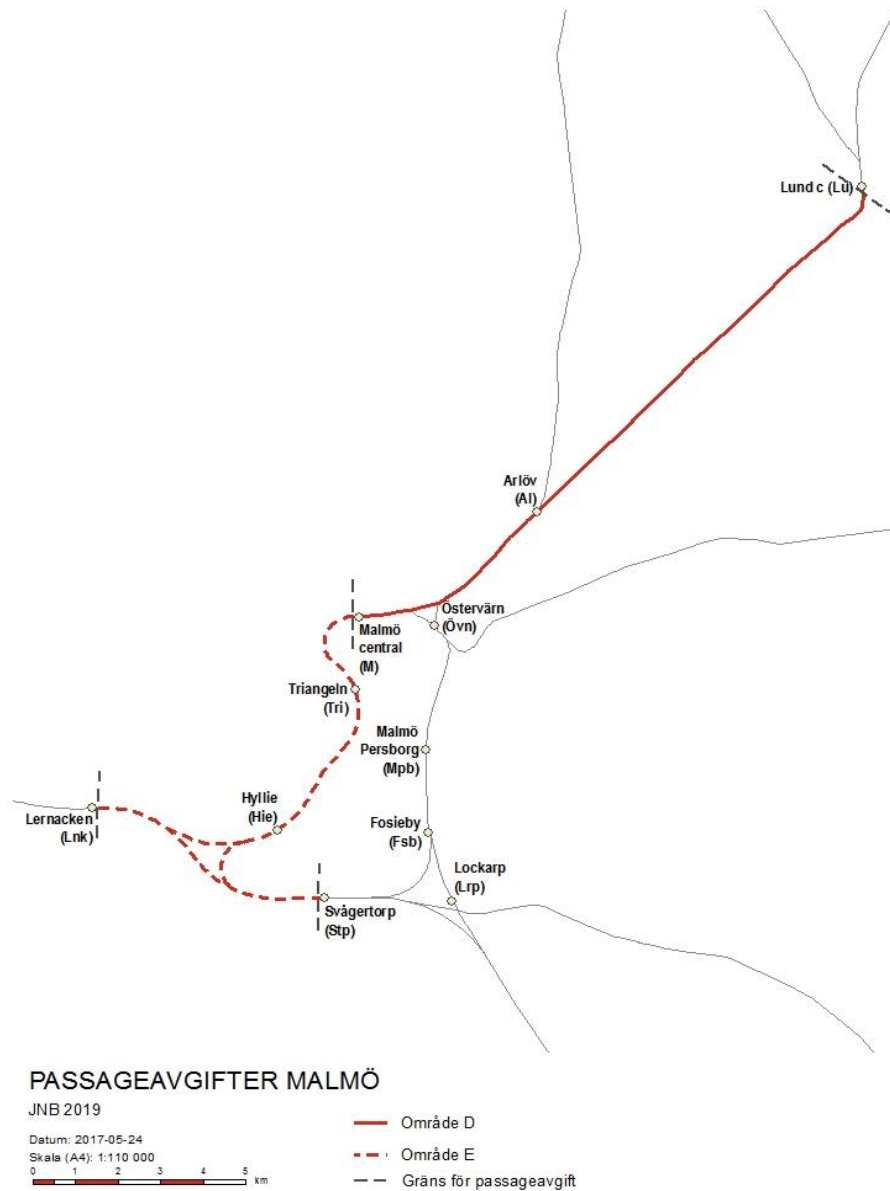 Lund c (Lu)
Arlöv
(Al)
Östervärn
(Övn)
Malmö
central
(M)
Triangeln
(Tri)
Malmö
Persborg
(Mpb)
Hyllie
(Hie)
Lernacken
(Lnk)
Fosieby
(Fsb)
Lockarp
(Lrp)
Svågertorp
(Stp)
PASSAGEAVGIFTER MALMÖ
JNB 2019
Datum: 2017-05-24
Skala (A4): 1:110 000
0 1 2 3 4 5
km
Område D
Område E
Gräns för passageavgift